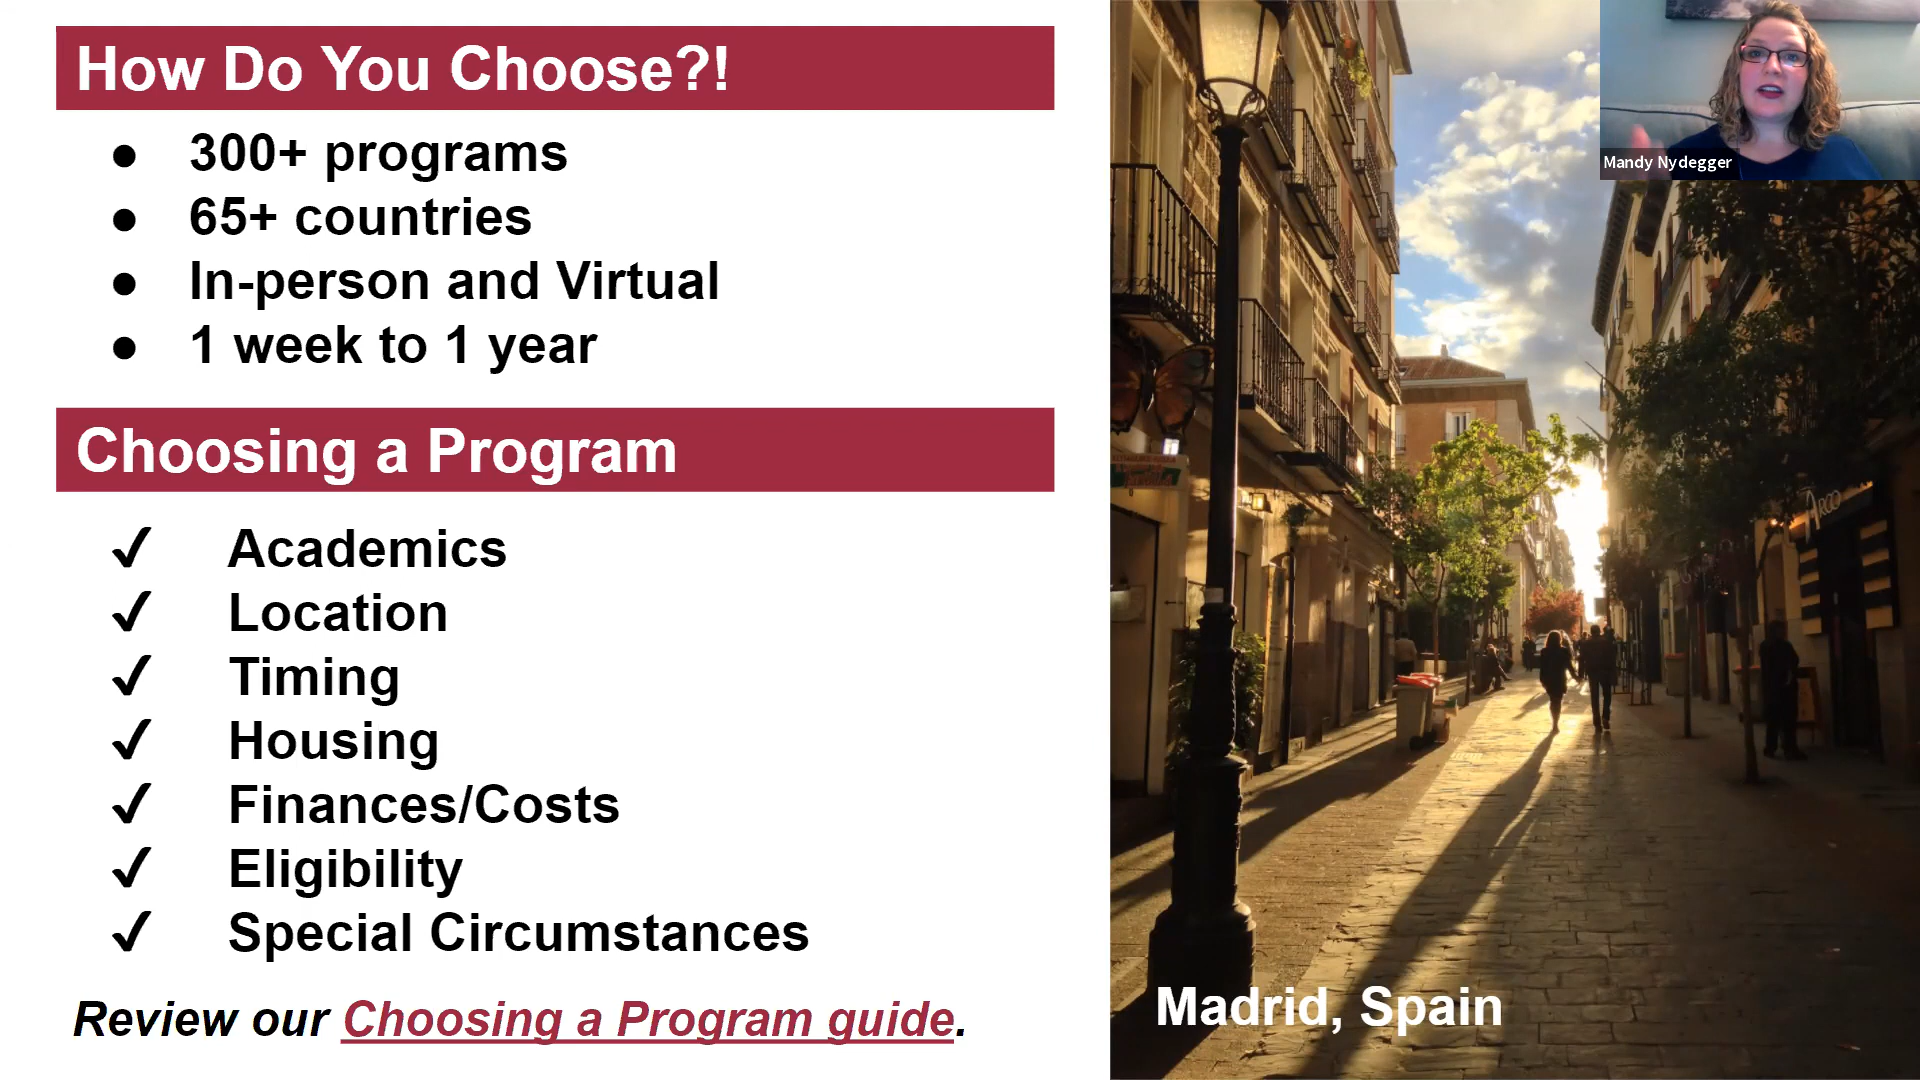 How Do You Choose?!
● 300+ programs
● 65+ countries
● In-person and Virtual
● 1 week to 1 year
Choosing a Program
✓ Academics
✓ Location
✓ Timing
✓ Housing
✓ Finances/Costs
✓ Eligibility
✓ Special Circumstances
Review our Choosing a Program guide.
Mandy Nydegger
ARCO
Madrid, Spain